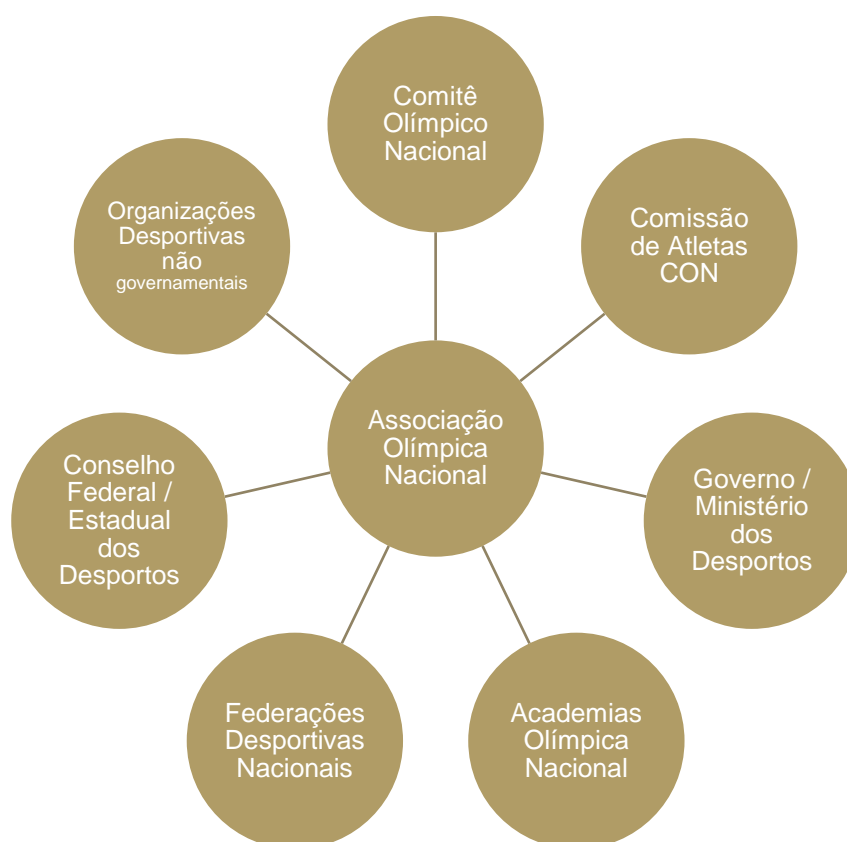 Comitê
Olímpico
Nacional
Organizações
Desportivas
não
governamentais
Comissão
de Atletas
CON
Associação
Olímpica
Nacional
Conselho
Federal /
Estadual
dos
Desportos
Governo /
Ministério
dos
Desportos
Federações
Desportivas
Nacionais
Academias
Olímpica
Nacional